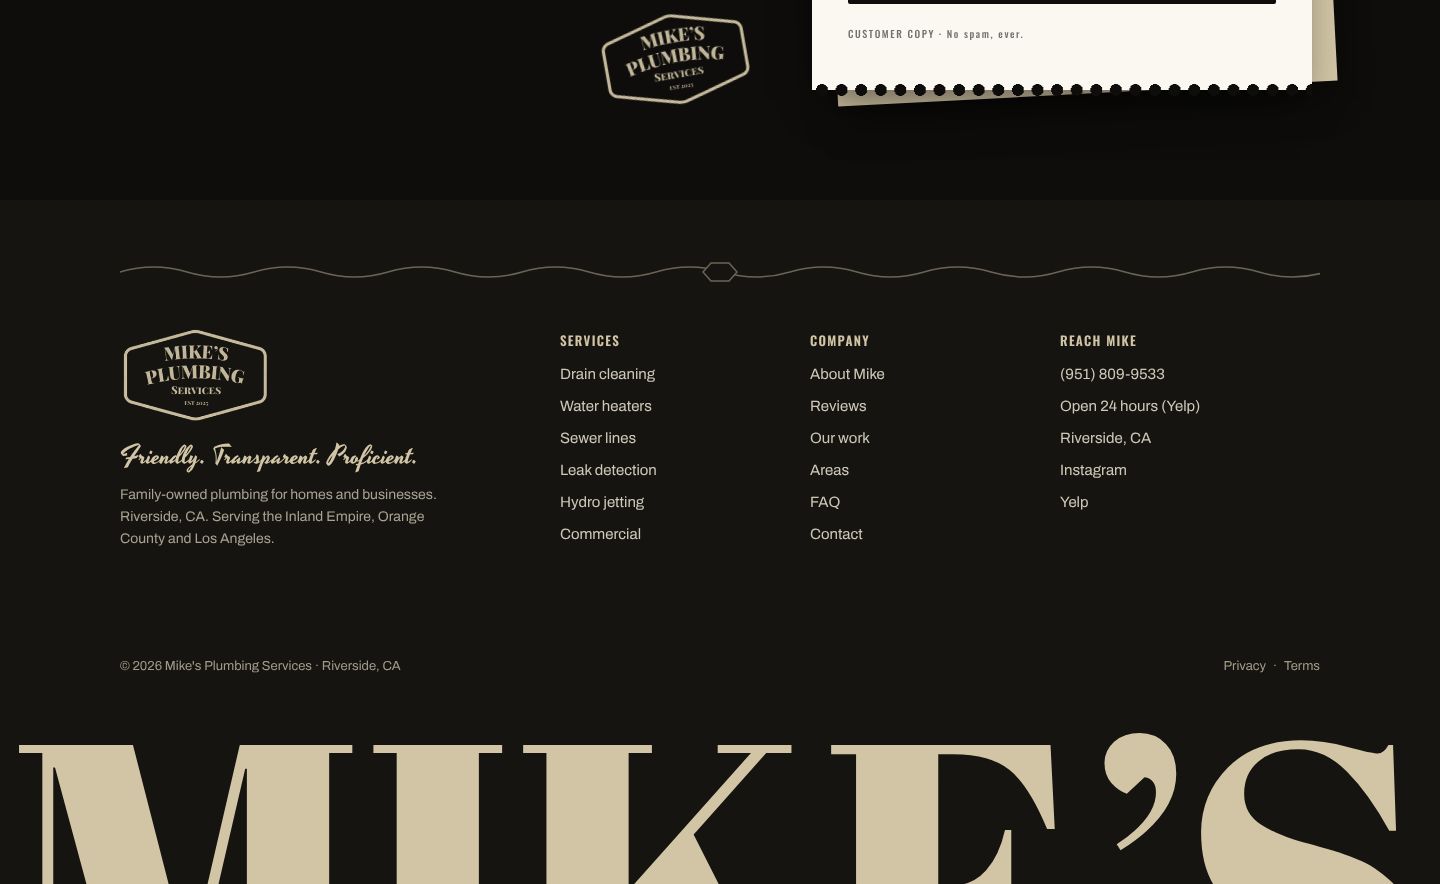 MIKE'S
PLUMBING
SERVICES
EST 2025
CUSTOMER COPY · No spam, ever.
MIKE'S
PLUMBING
SERVICES
EST 2025
Friendly. Transparent. Proficient.
Family-owned plumbing for homes and businesses.
Riverside, CA. Serving the Inland Empire, Orange
County and Los Angeles.
SERVICES
Drain cleaning
Water heaters
Sewer lines
Leak detection
Hydro jetting
Commercial
COMPANY
About Mike
Reviews
Our work
Areas
FAQ
Contact
REACH MIKE
(951) 809-9533
Open 24 hours (Yelp)
Riverside, CA
Instagram
Yelp
© 2026 Mike's Plumbing Services · Riverside, CA
Privacy · Terms
MIKE’S